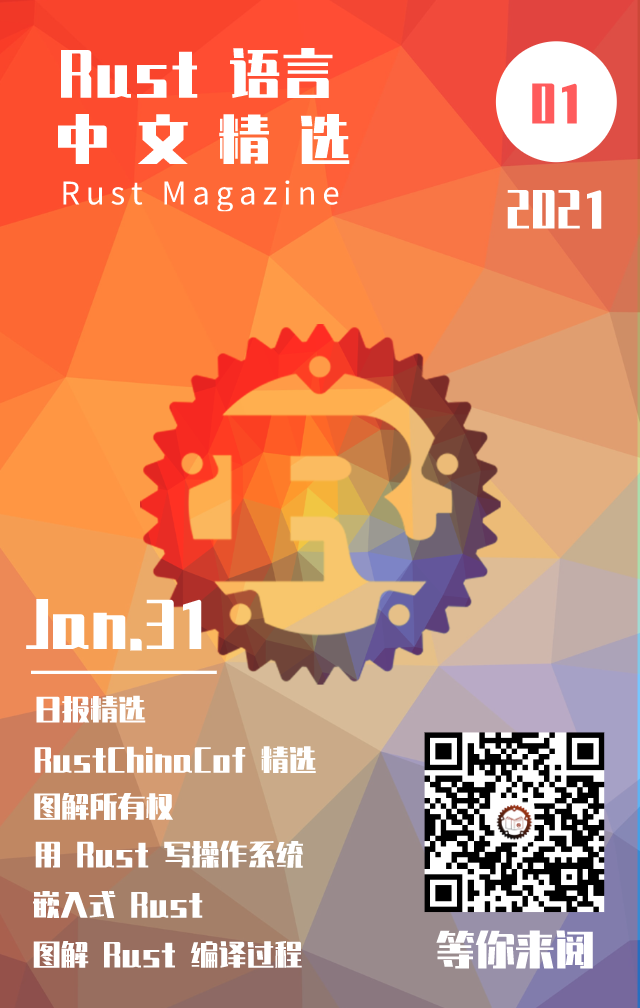 Rust 语言
中文精选
Rust Magazine
01
2021
Jan.31
日报精选
RustChinaCof 精选
图解所有权
用 Rust 写操作系统
嵌入式 Rust
图解 Rust 编译过程
等你来阅